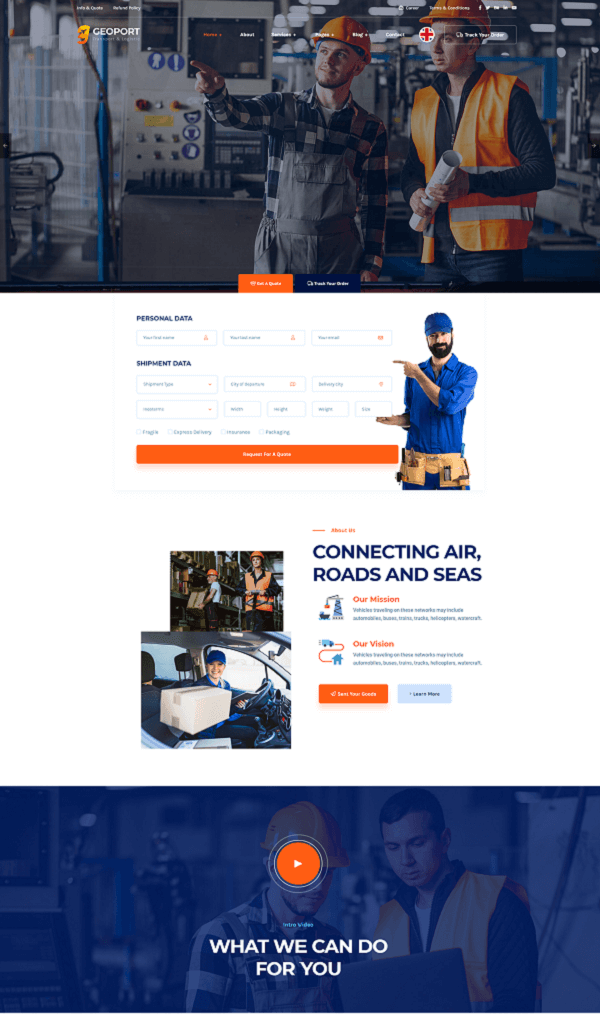 Info & Quote
Refund Policy
Career
Terms & Conditions
GEOPORT
Transport & Logistic
Home +
About
Services +
Pages +
Blog +
Contact
Track Your Order
Get A Quote
Track Your Order
PERSONAL DATA
Your first name
Your last name
Your email
SHIPMENT DATA
Shipment Type
City of departure
Delivery city
Incoterms
Width
Height
Weight
Size
Fragile
Express Delivery
Insurance
Packaging
Request For A Quote
About Us
CONNECTING AIR,
ROADS AND SEAS
Our Mission
Vehicles traveling on these networks may include
automobiles, buses, trains, trucks, helicopters, watercraft.
Our Vision
Vehicles traveling on these networks may include
automobiles, buses, trains, trucks, helicopters, watercraft.
Sent Your Goods
+ Learn More
Intro Video
WHAT WE CAN DO
FOR YOU